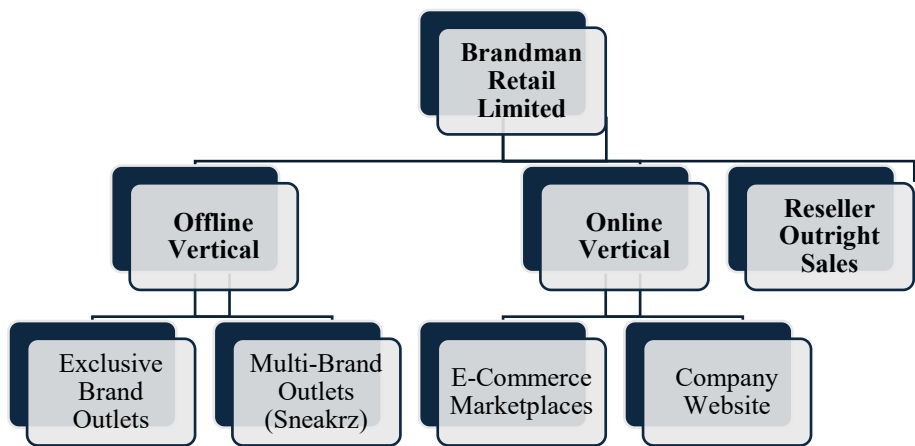 Brandman
Retail
Limited
Offline
Vertical
Online
Vertical
Reseller
Outright
Sales
Exclusive
Brand
Outlets
Multi-Brand
Outlets
(Sneakrz)
E-Commerce
Marketplaces
Company
Website